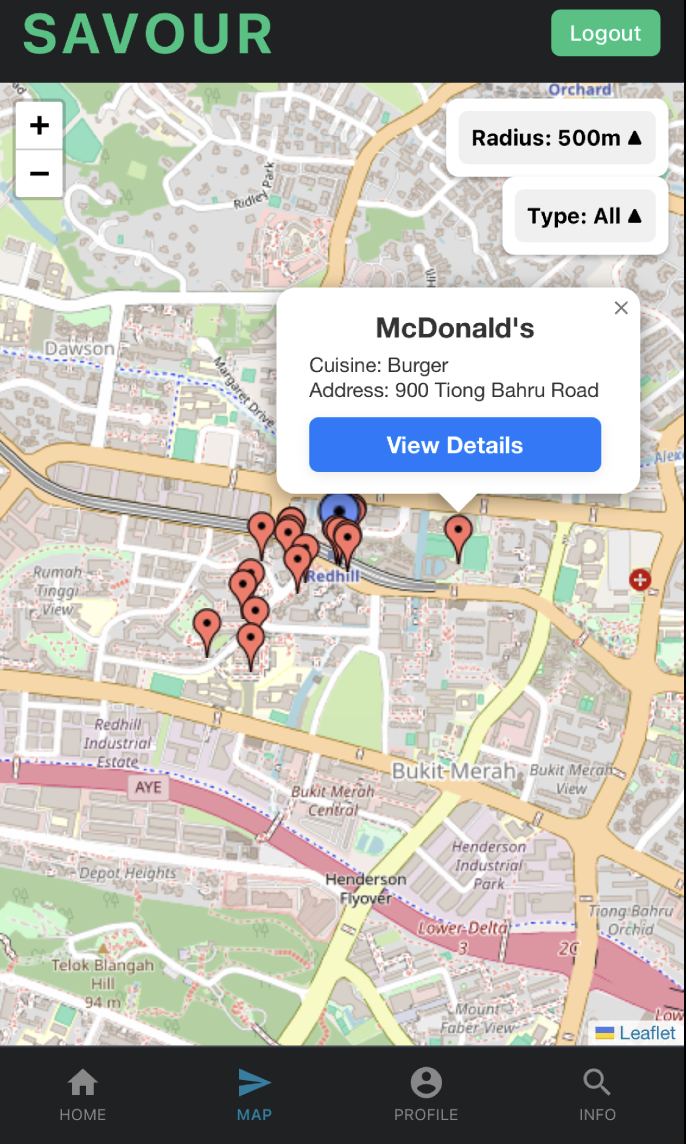 SAVOUR
Logout
+
−
Orchard
Radius: 500m ▲
Type: All ▲
Ridley Park
Dawson
Margaret Drive
×
McDonald's
Cuisine: Burger
Address: 900 Tiong Bahru Road
View Details
Redhill
Rumah
Tinggi
View
Redhill
Industrial
Estate
AYE
Bukit Merah
Bukit Merah
View
Bukit Merah
Central
Henderson
Industrial
Park
Depot Heights
Henderson
Flyover
Tiong Bahru
Orchid
Lower Delta
3
2C
Telok Blangah
Hill
94 m
Mount
Faber View
Leaflet
HOME
MAP
PROFILE
INFO